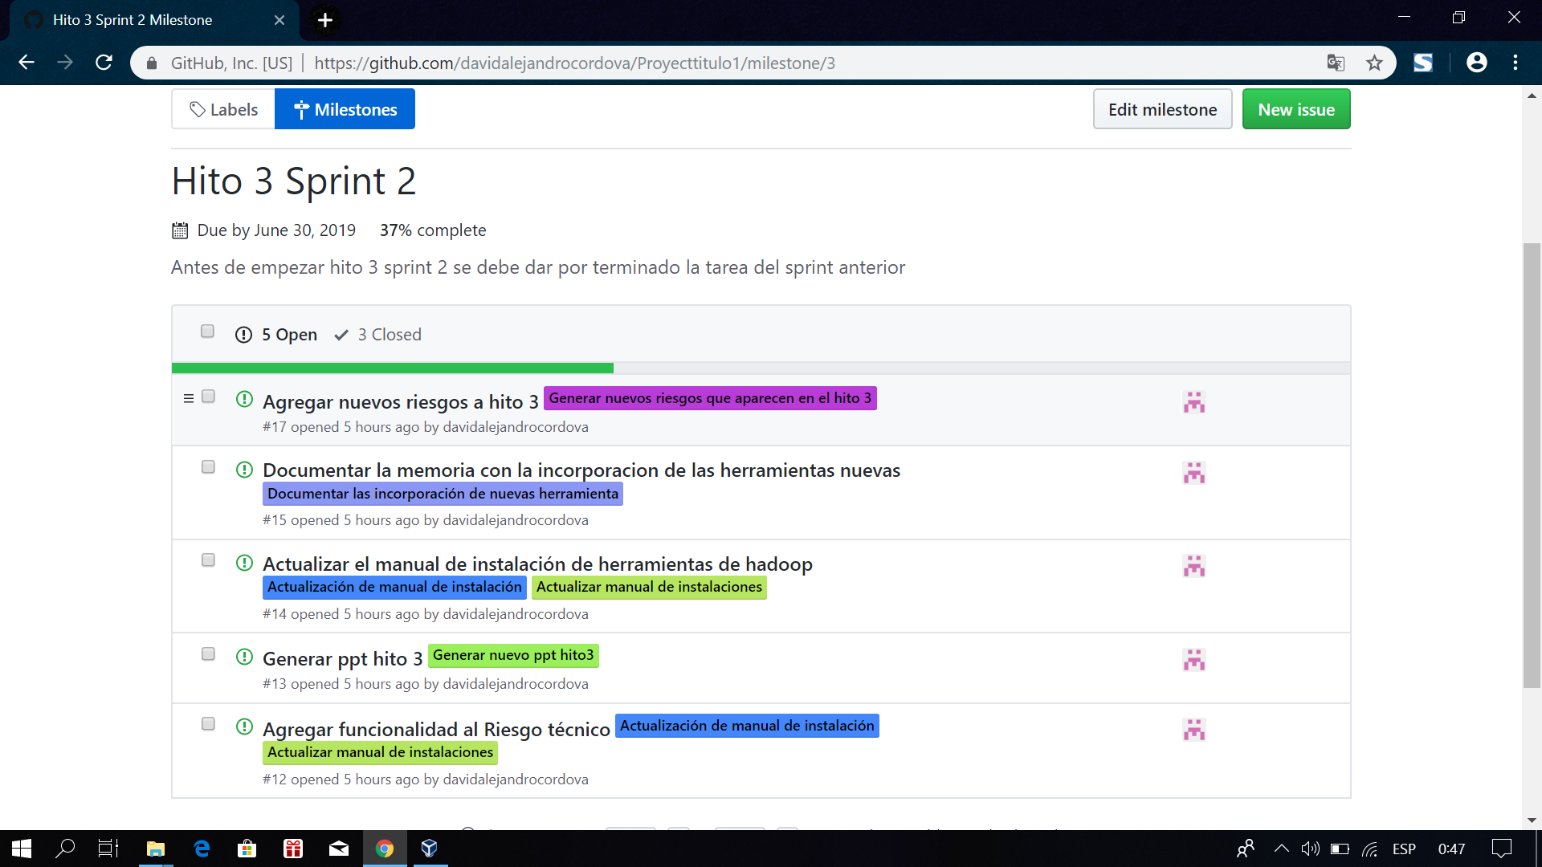 Hito 3 Sprint 2 Milestone
GitHub, Inc. [US] | https://github.com/davidalejandrocordova/Proyecttitulo1/milestone/3
Labels Milestones Edit milestone New issue
Hito 3 Sprint 2
Due by June 30, 2019 37% complete
Antes de empezar hito 3 sprint 2 se debe dar por terminado la tarea del sprint anterior
5 Open 3 Closed
Agregar nuevos riesgos a hito 3 Generar nuevos riesgos que aparecen en el hito 3
#17 opened 5 hours ago by davidalejandrocordova
Documentar la memoria con la incorporacion de las herramientas nuevas
Documentar las incorporación de nuevas herramienta
#15 opened 5 hours ago by davidalejandrocordova
Actualizar el manual de instalación de herramientas de hadoop
Actualización de manual de instalación Actualizar manual de instalaciones
#14 opened 5 hours ago by davidalejandrocordova
Generar ppt hito 3 Generar nuevo ppt hito3
#13 opened 5 hours ago by davidalejandrocordova
Agregar funcionalidad al Riesgo técnico Actualización de manual de instalación
Actualizar manual de instalaciones
#12 opened 5 hours ago by davidalejandrocordova
ESP 0:47